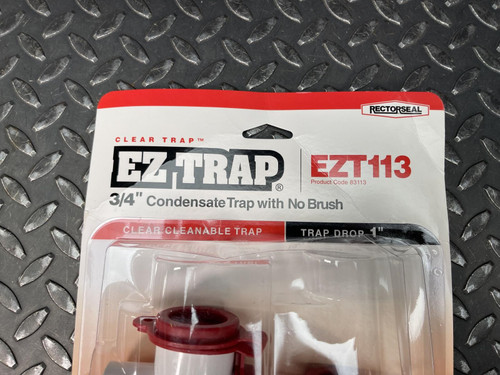 RECTORSEAL
CLEAR TRAP™
EZ TRAP®
EZT113
Product Code 83113
3/4" Condensate Trap with No Brush
CLEAR CLEANABLE TRAP
TRAP DROP 1"